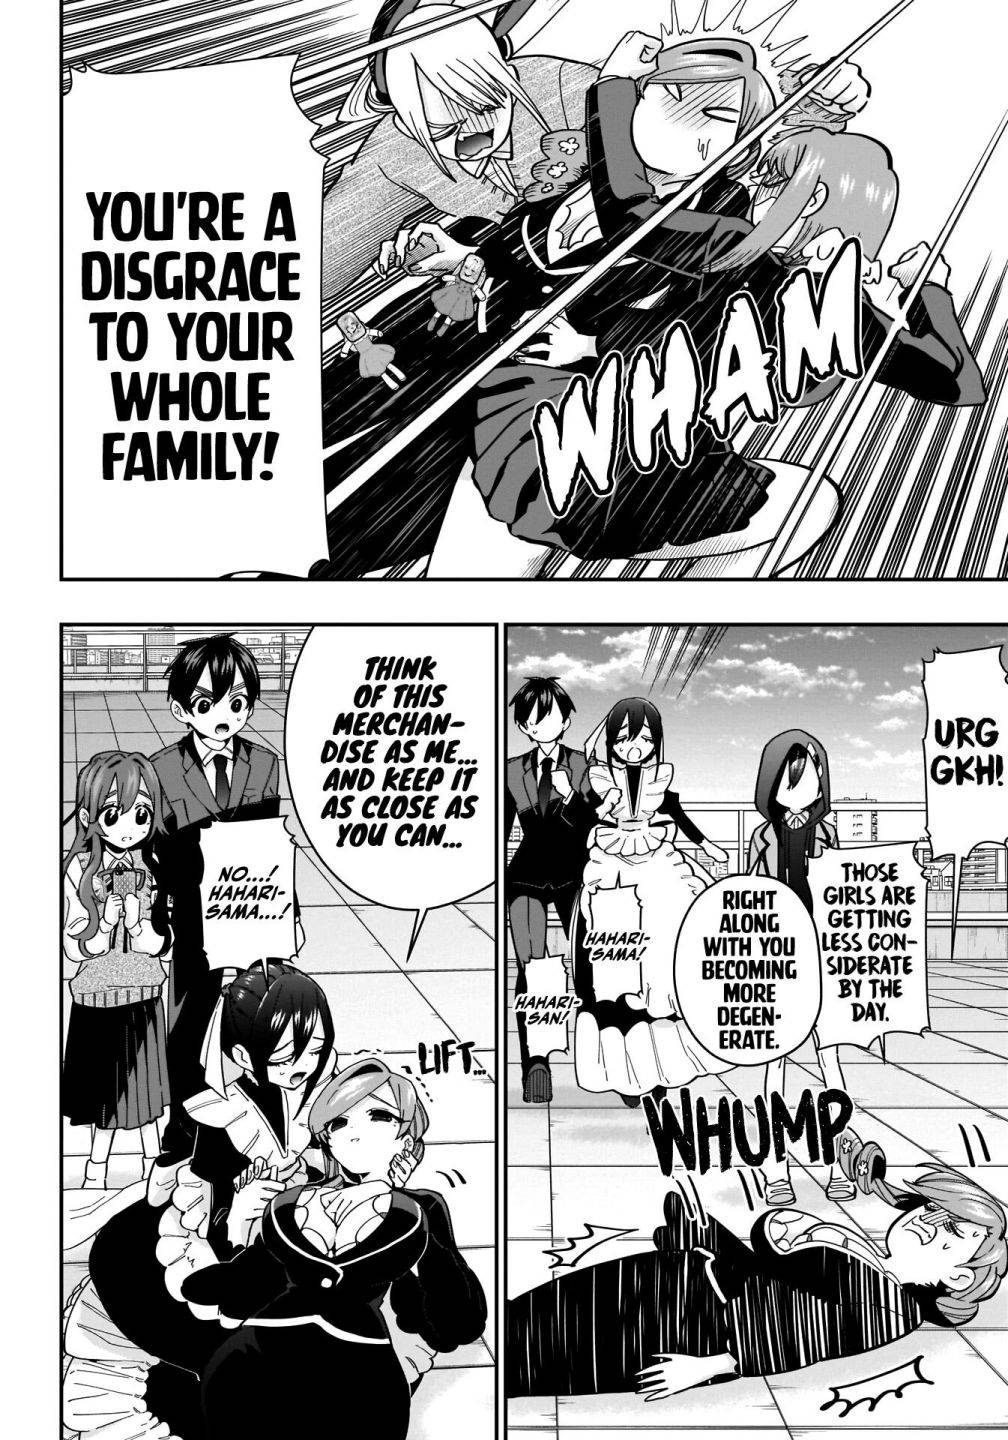 YOU'RE A
DISGRACE
TO YOUR
WHOLE
FAMILY!
WHAM
URG
GKH!
THOSE
GIRLS ARE
GETTING
LESS CON-
SIDERATE
BY THE
DAY.
RIGHT
ALONG
WITH YOU
BECOMING
MORE
DEGEN-
ERATE.
HAHARI-
SAMA!
HAHARI-
SAN!
WHUMP
THINK
OF THIS
MERCHAN-
DISE AS ME...
...AND KEEP IT
AS CLOSE AS
YOU CAN...
NO...!
HAHARI-
SAMA...!
LIFT...